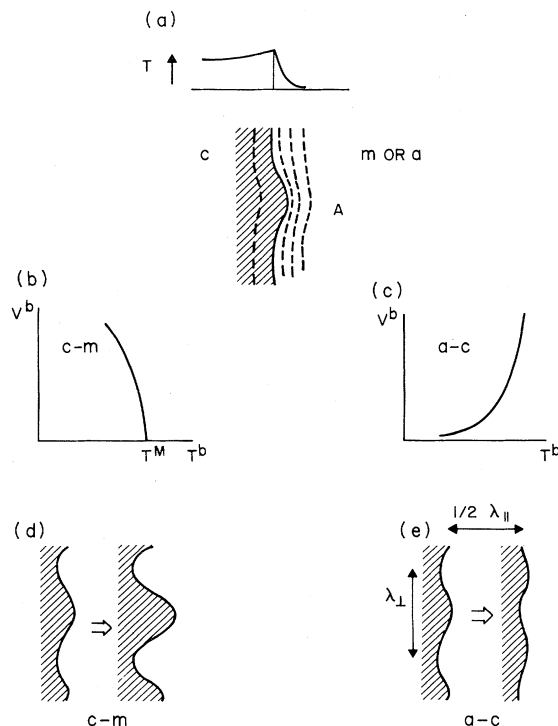 (a)
T
c
m OR a
A
(b)
V^b
c-m
T^M
T^b
(c)
V^b
a-c
T^b
(d)
c-m
(e)
1/2 λ_||
λ_⊥
a-c